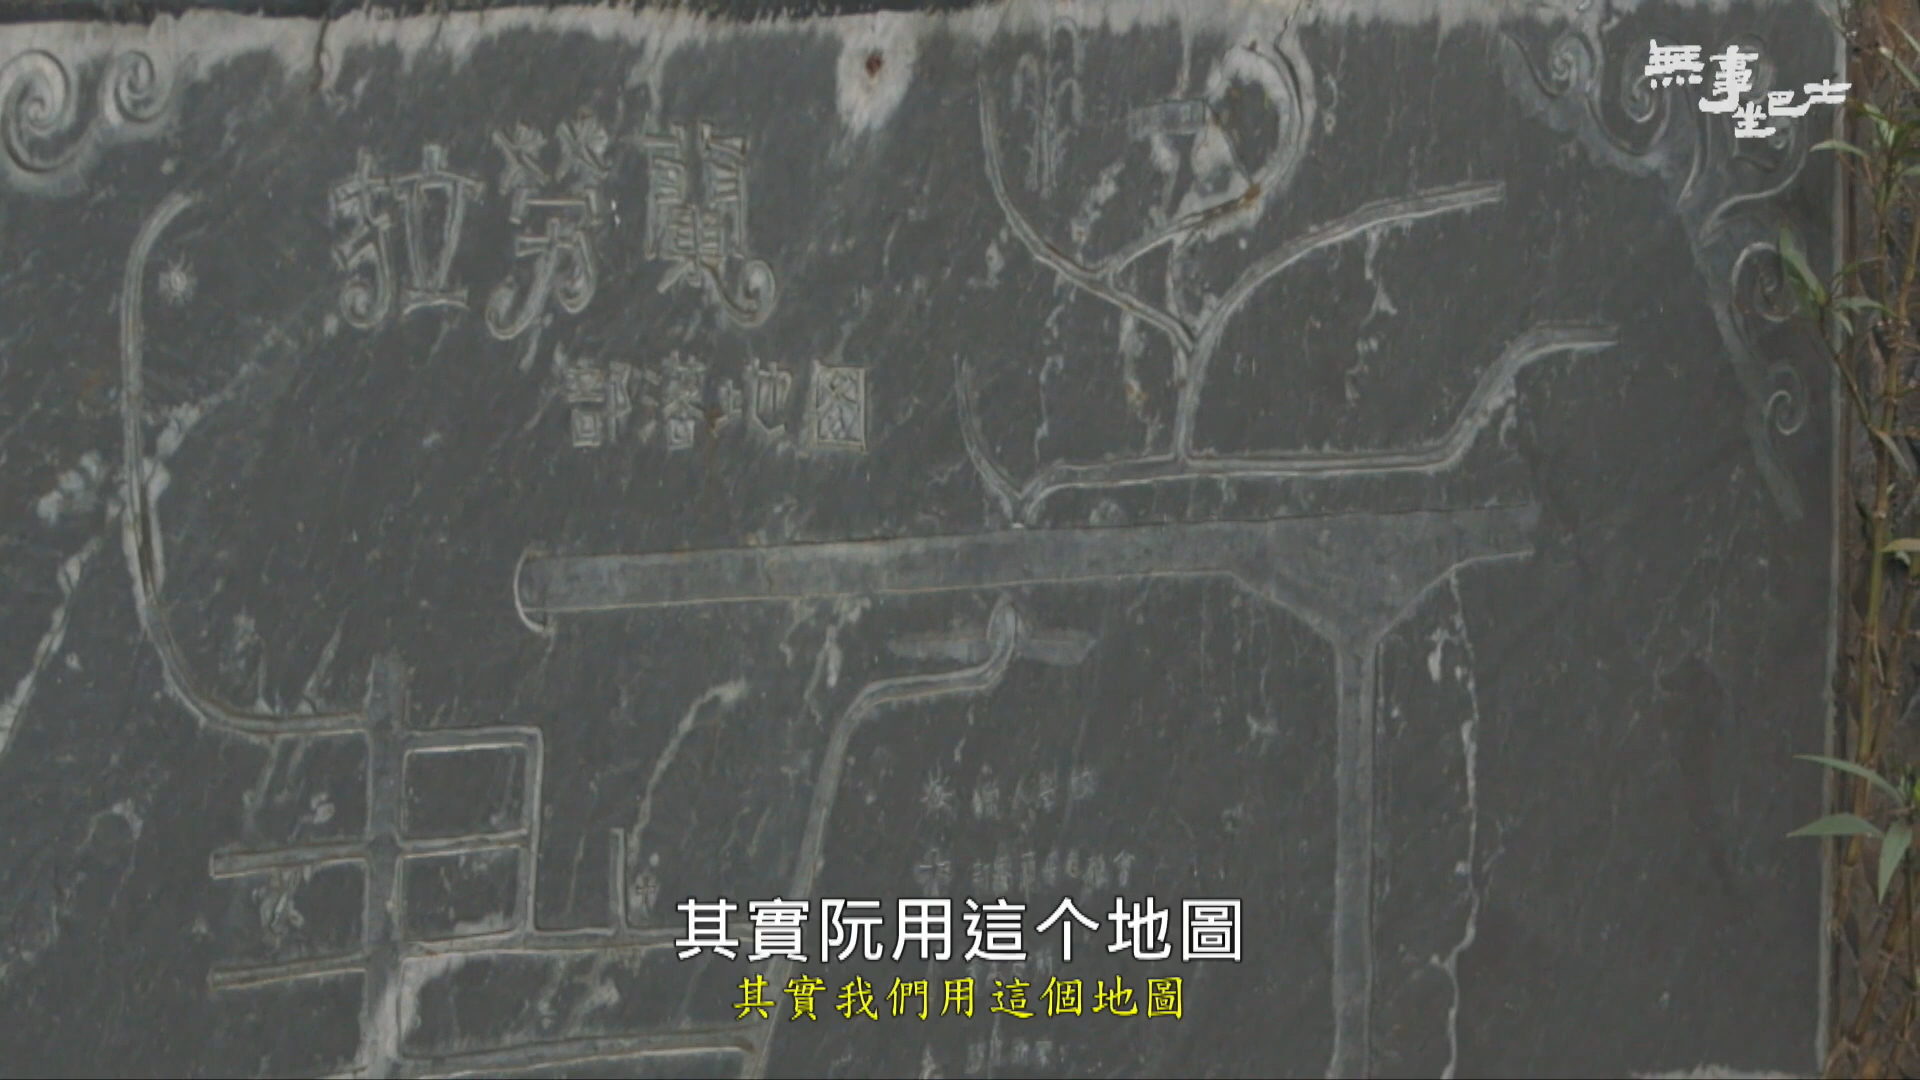 無事坐巴士
拉勞蘭
部落地圖
其實阮用這个地圖
其實我們用這個地圖